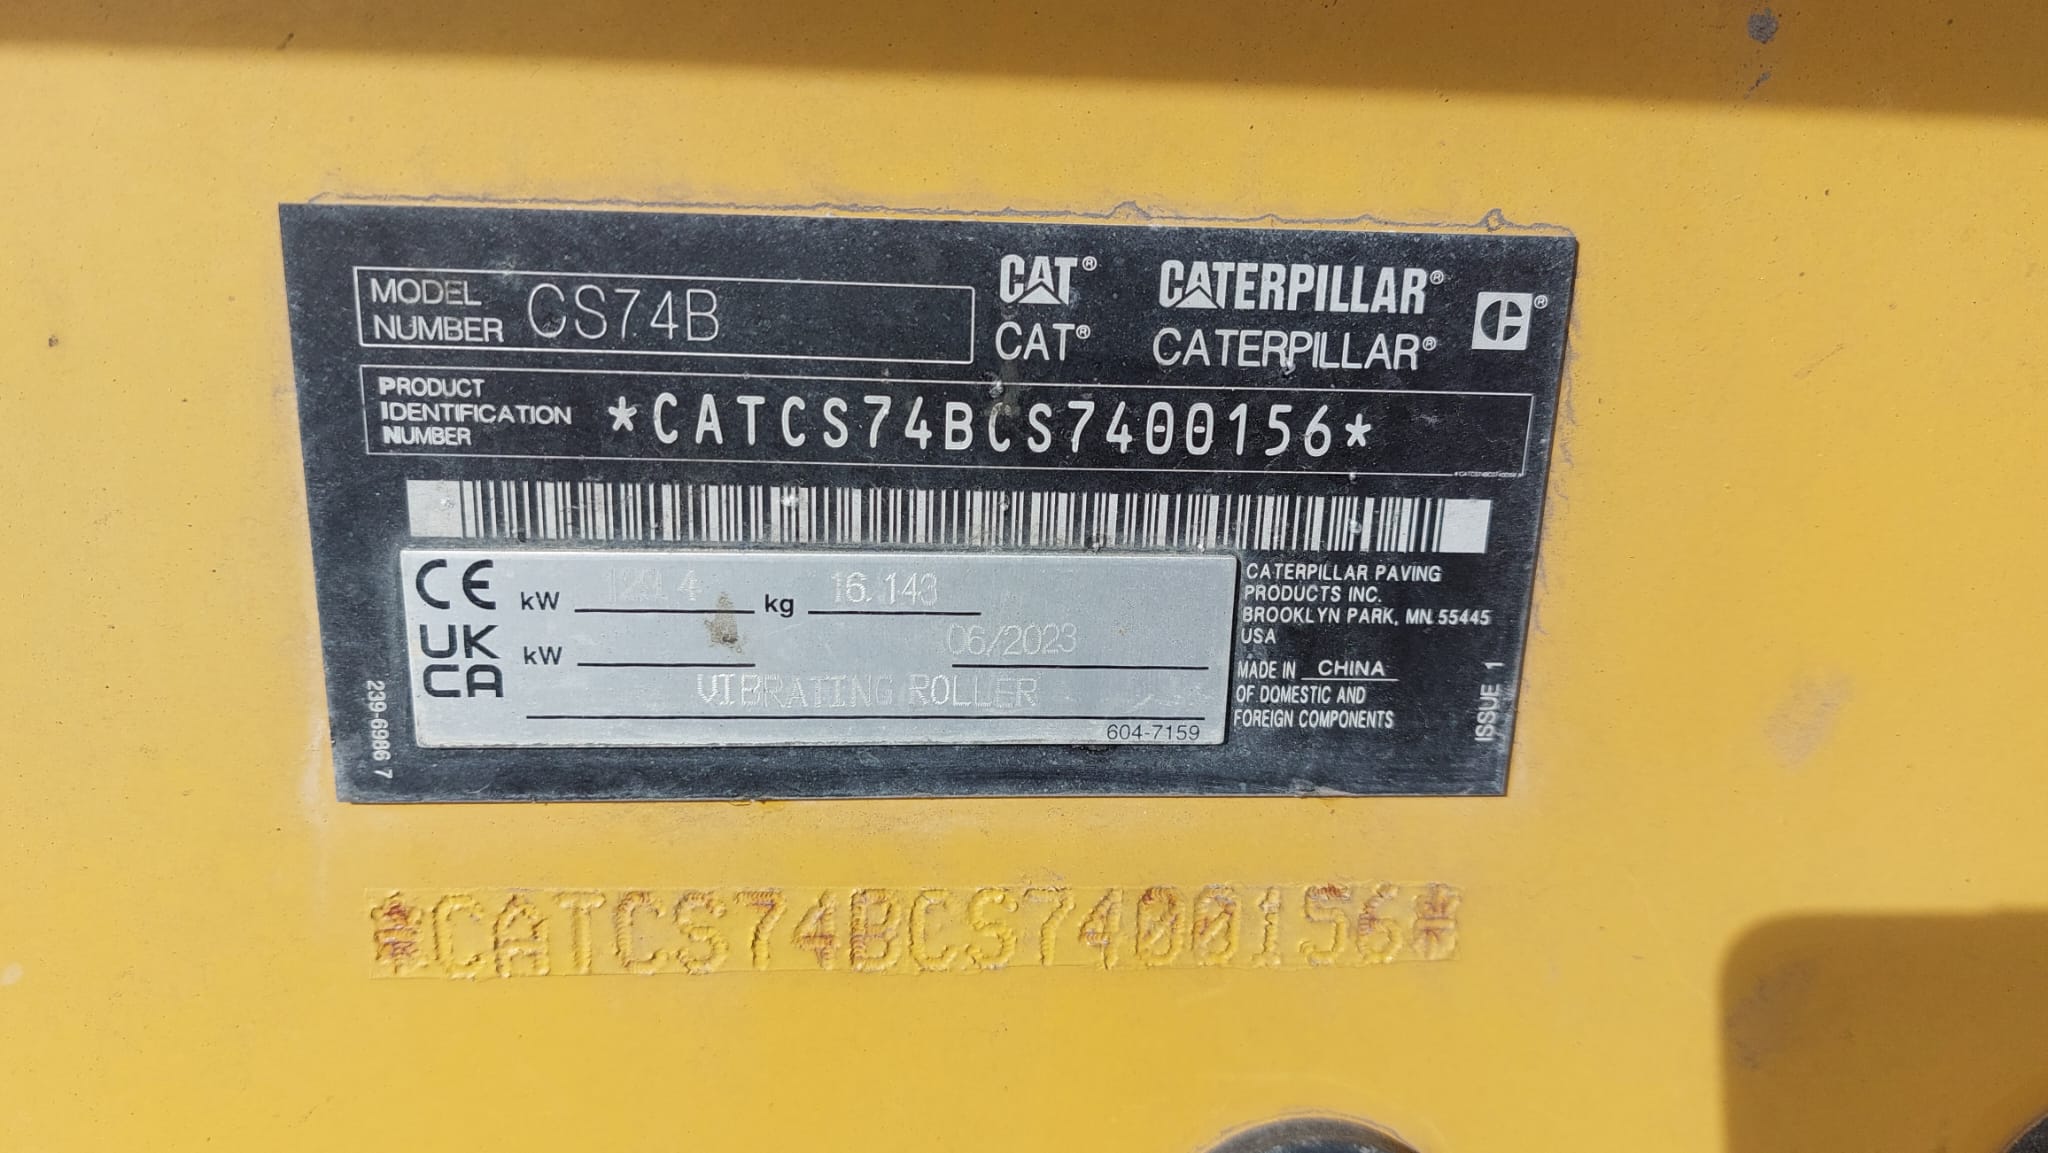 MODEL NUMBER CS74B
CAT® CATERPILLAR®
CAT® CATERPILLAR®
PRODUCT IDENTIFICATION NUMBER *CATCS74BCS7400156*
CE kW 129.4 kg 16.143
UK CA kW 06/2023
VIBRATING ROLLER
604-7159
CATERPILLAR PAVING
PRODUCTS INC.
BROOKLYN PARK, MN 55445
USA
MADE IN CHINA
OF DOMESTIC AND
FOREIGN COMPONENTS
ISSUE 1
239-6986 7
*CATCS74BCS7400156*